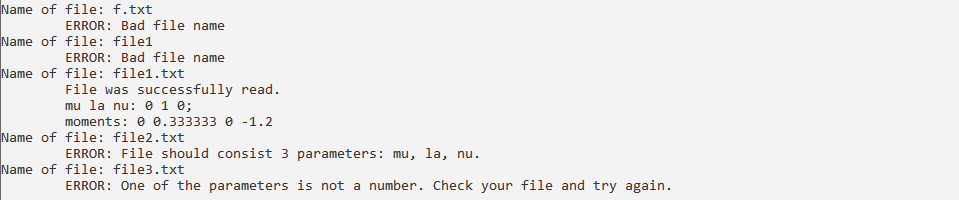 Name of file: f.txt
ERROR: Bad file name
Name of file: file1
ERROR: Bad file name
Name of file: file1.txt
File was successfully read.
mu la nu: 0 1 0;
moments: 0 0.333333 0 -1.2
Name of file: file2.txt
ERROR: File should consist 3 parameters: mu, la, nu.
Name of file: file3.txt
ERROR: One of the parameters is not a number. Check your file and try again.